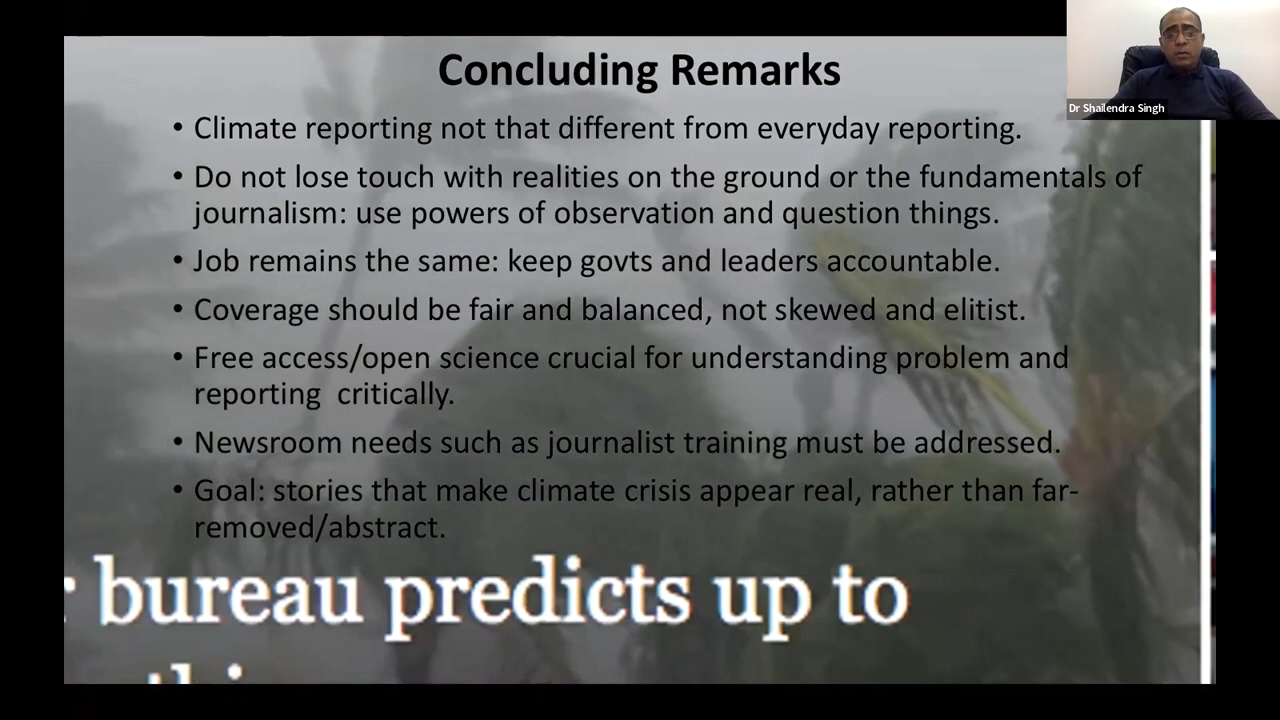 Concluding Remarks
Dr Shailendra Singh
• Climate reporting not that different from everyday reporting.
• Do not lose touch with realities on the ground or the fundamentals of
journalism: use powers of observation and question things.
• Job remains the same: keep govts and leaders accountable.
• Coverage should be fair and balanced, not skewed and elitist.
• Free access/open science crucial for understanding problem and
reporting  critically.
• Newsroom needs such as journalist training must be addressed.
• Goal: stories that make climate crisis appear real, rather than far-
removed/abstract.
bureau predicts up to